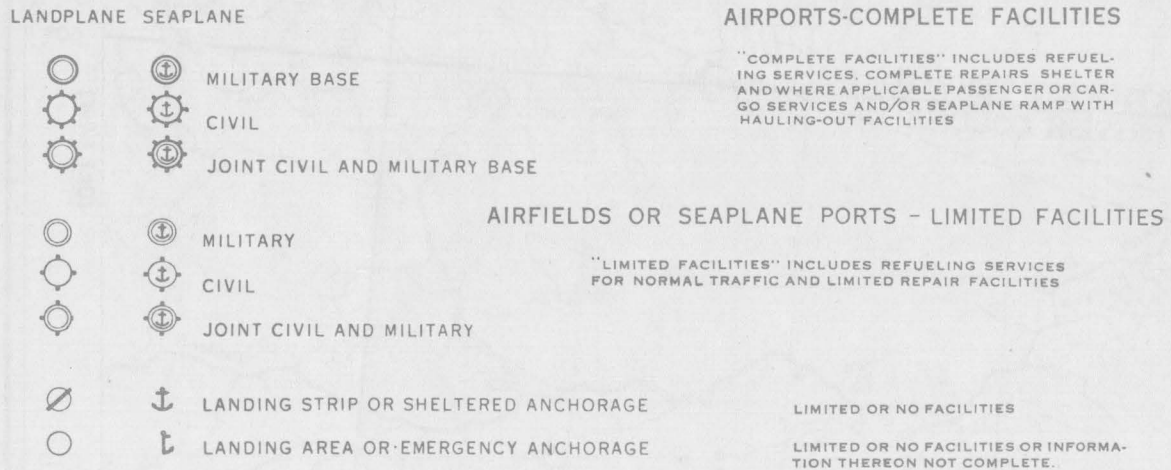 LANDPLANE SEAPLANE
AIRPORTS-COMPLETE FACILITIES
"COMPLETE FACILITIES" INCLUDES REFUEL-
ING SERVICES, COMPLETE REPAIRS SHELTER
AND WHERE APPLICABLE PASSENGER OR CAR-
GO SERVICES AND/OR SEAPLANE RAMP WITH
HAULING-OUT FACILITIES
MILITARY BASE
CIVIL
JOINT CIVIL AND MILITARY BASE
AIRFIELDS OR SEAPLANE PORTS - LIMITED FACILITIES
"LIMITED FACILITIES" INCLUDES REFUELING SERVICES
FOR NORMAL TRAFFIC AND LIMITED REPAIR FACILITIES
MILITARY
CIVIL
JOINT CIVIL AND MILITARY
LANDING STRIP OR SHELTERED ANCHORAGE
LIMITED OR NO FACILITIES
LANDING AREA OR·EMERGENCY ANCHORAGE
LIMITED OR NO FACILITIES OR INFORMA-
TION THEREON NOT COMPLETE.